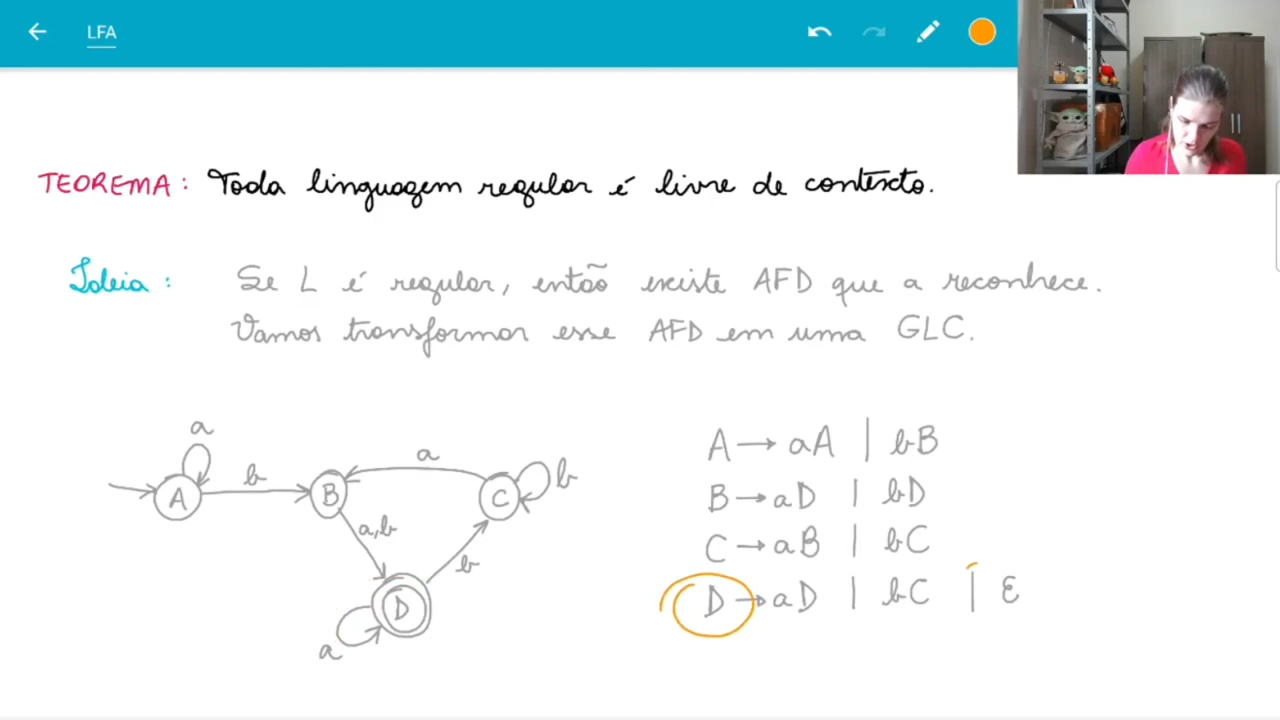 LFA
TEOREMA: Toda linguagem regular é livre de contexto.
Ideia: Se L é regular, então existe AFD que a reconhece.
Vamos transformar esse AFD em uma GLC.
a
A
b
B
a
C
b
a,b
b
D
a
A → aA | bB
B → aD | bD
C → aB | bC
D → aD | bC | ε